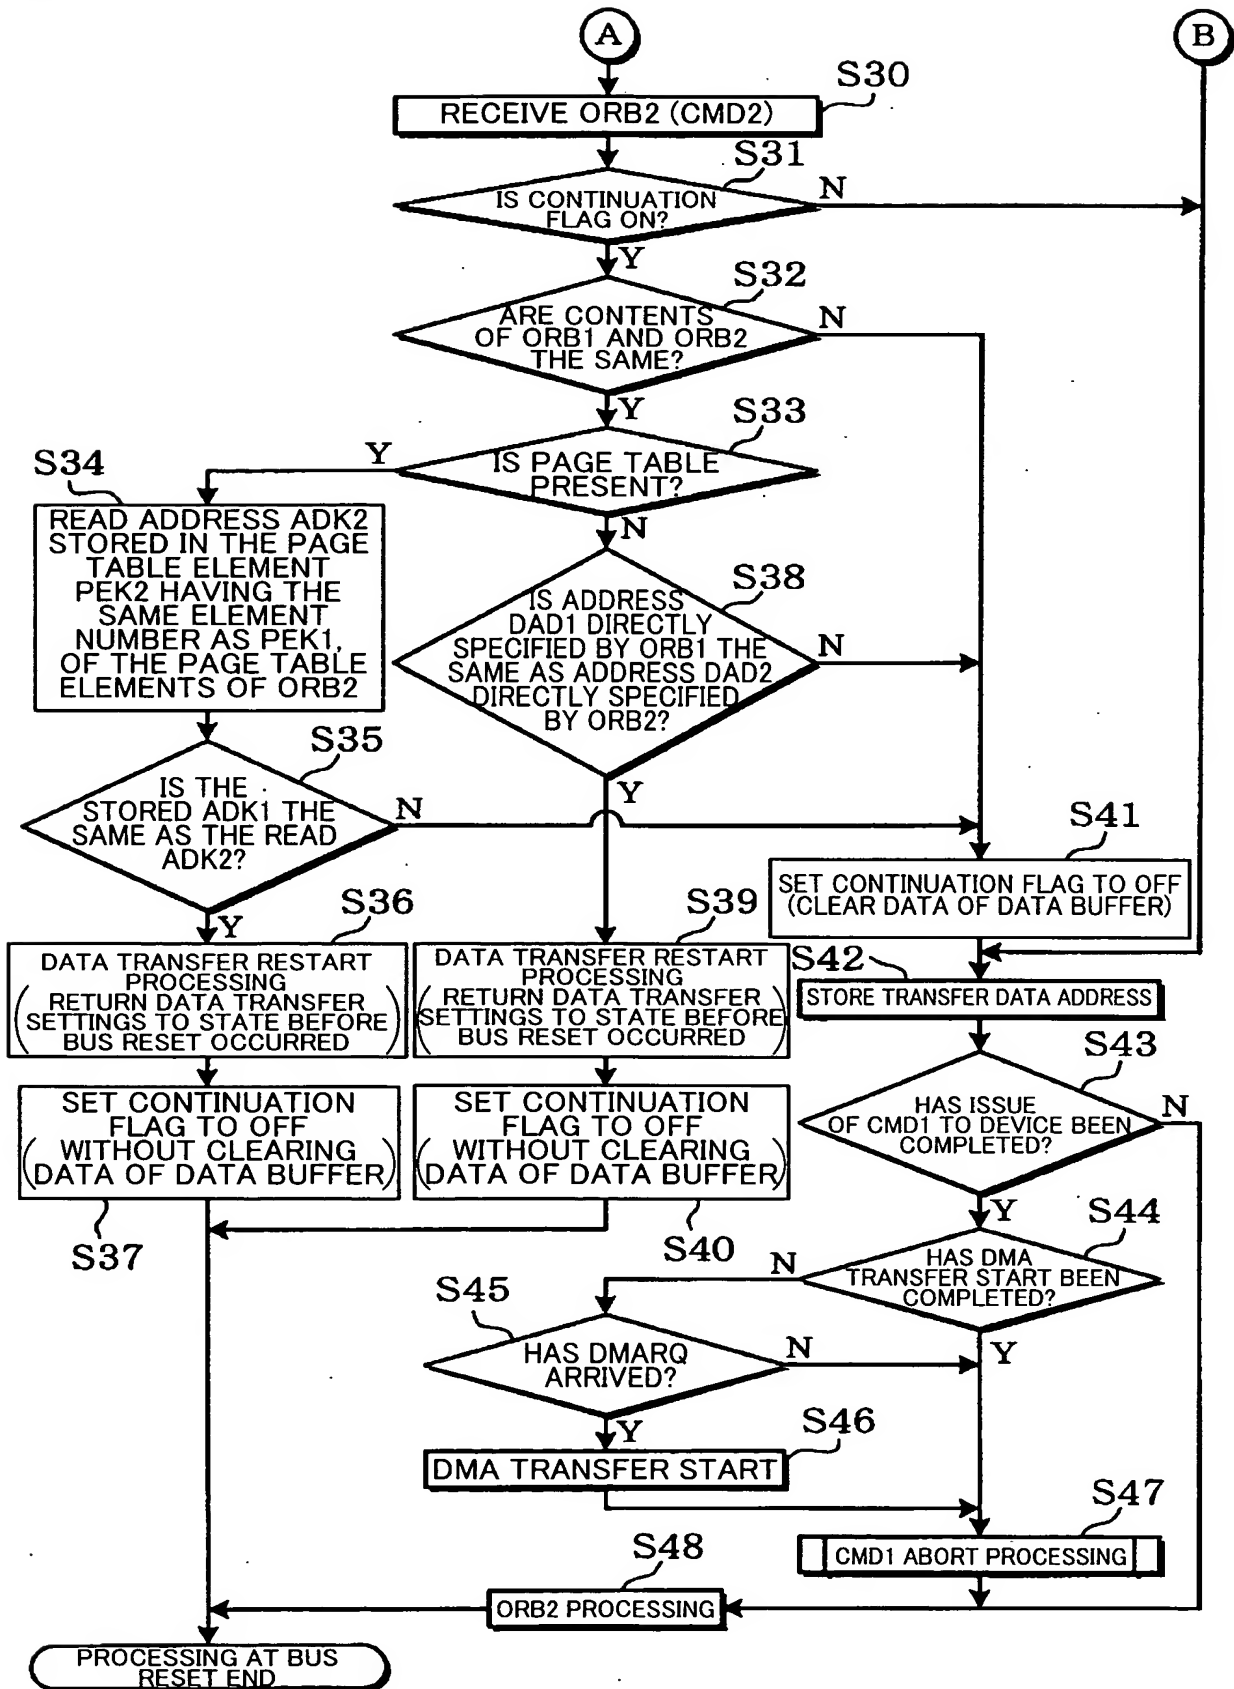 A
B
S30
RECEIVE ORB2 (CMD2)
S31
IS CONTINUATION
FLAG ON?
N
Y
S32
ARE CONTENTS
OF ORB1 AND ORB2
THE SAME?
N
Y
S33
IS PAGE TABLE
PRESENT?
Y
N
S34
READ ADDRESS ADK2
STORED IN THE PAGE
TABLE ELEMENT
PEK2 HAVING THE
SAME ELEMENT
NUMBER AS PEK1,
OF THE PAGE TABLE
ELEMENTS OF ORB2
S38
IS ADDRESS
DAD1 DIRECTLY
SPECIFIED BY ORB1 THE
SAME AS ADDRESS DAD2
DIRECTLY SPECIFIED
BY ORB2?
N
Y
S35
IS THE
STORED ADK1 THE
SAME AS THE READ
ADK2?
N
Y
S41
SET CONTINUATION FLAG TO OFF
(CLEAR DATA OF DATA BUFFER)
S36
DATA TRANSFER RESTART
PROCESSING
(RETURN DATA TRANSFER
SETTINGS TO STATE BEFORE
BUS RESET OCCURRED)
S39
DATA TRANSFER RESTART
PROCESSING
(RETURN DATA TRANSFER
SETTINGS TO STATE BEFORE
BUS RESET OCCURRED)
S42
STORE TRANSFER DATA ADDRESS
SET CONTINUATION
FLAG TO OFF
(WITHOUT CLEARING
DATA OF DATA BUFFER)
S37
SET CONTINUATION
FLAG TO OFF
(WITHOUT CLEARING
DATA OF DATA BUFFER)
S40
S43
HAS ISSUE
OF CMD1 TO DEVICE BEEN
COMPLETED?
N
Y
S44
HAS DMA
TRANSFER START BEEN
COMPLETED?
N
Y
S45
HAS DMARQ
ARRIVED?
N
Y
S46
DMA TRANSFER START
S47
CMD1 ABORT PROCESSING
S48
ORB2 PROCESSING
PROCESSING AT BUS
RESET END